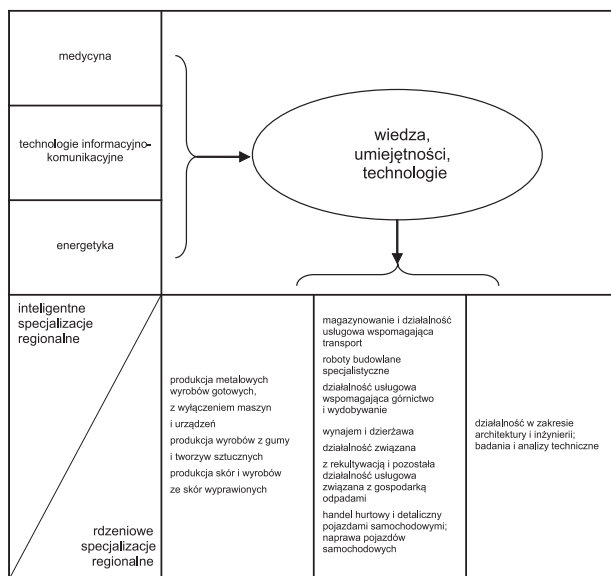 medycyna
technologie informacyjno-
komunikacyjne
energetyka
wiedza,
umiejętności,
technologie
inteligentne
specjalizacje
regionalne
rdzeniowe
specjalizacje
regionalne
produkcja metalowych
wyrobów gotowych,
z wyłączeniem maszyn
i urządzeń
produkcja wyrobów z gumy
i tworzyw sztucznych
produkcja skór i wyrobów
ze skór wyprawionych
magazynowanie i działalność
usługowa wspomagająca
transport
roboty budowlane
specjalistyczne
działalność usługowa
wspomagająca górnictwo
i wydobywanie
wynajem i dzierżawa
działalność związana
z rekultywacją i pozostała
działalność usługowa
związana z gospodarką
odpadami
handel hurtowy i detaliczny
pojazdami samochodowymi;
naprawa pojazdów
samochodowych
działalność w zakresie
architektury i inżynierii;
badania i analizy techniczne